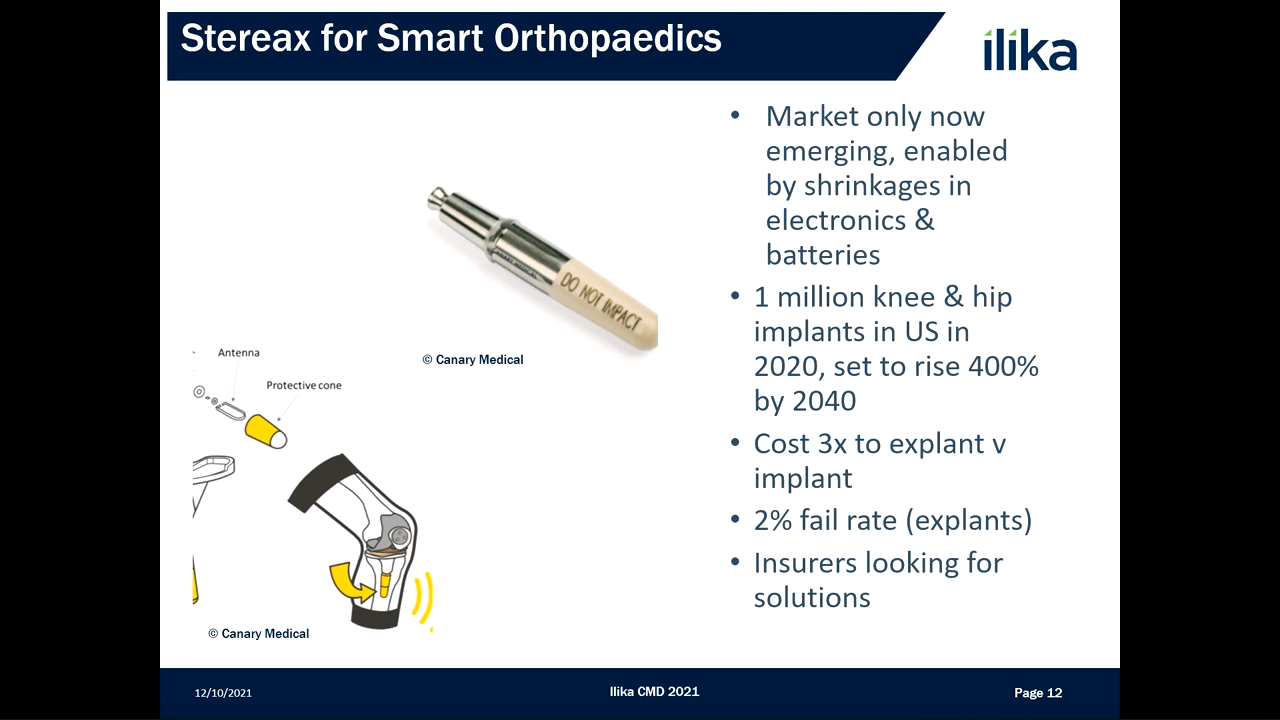 Stereax for Smart Orthopaedics
ilika
• Market only now
emerging, enabled
by shrinkages in
electronics &
batteries
• 1 million knee & hip
implants in US in
2020, set to rise 400%
by 2040
• Cost 3x to explant v
implant
• 2% fail rate (explants)
• Insurers looking for
solutions
CANARY MEDICAL
DO NOT IMPACT
© Canary Medical
Antenna
Protective cone
© Canary Medical
12/10/2021
Ilika CMD 2021
Page 12